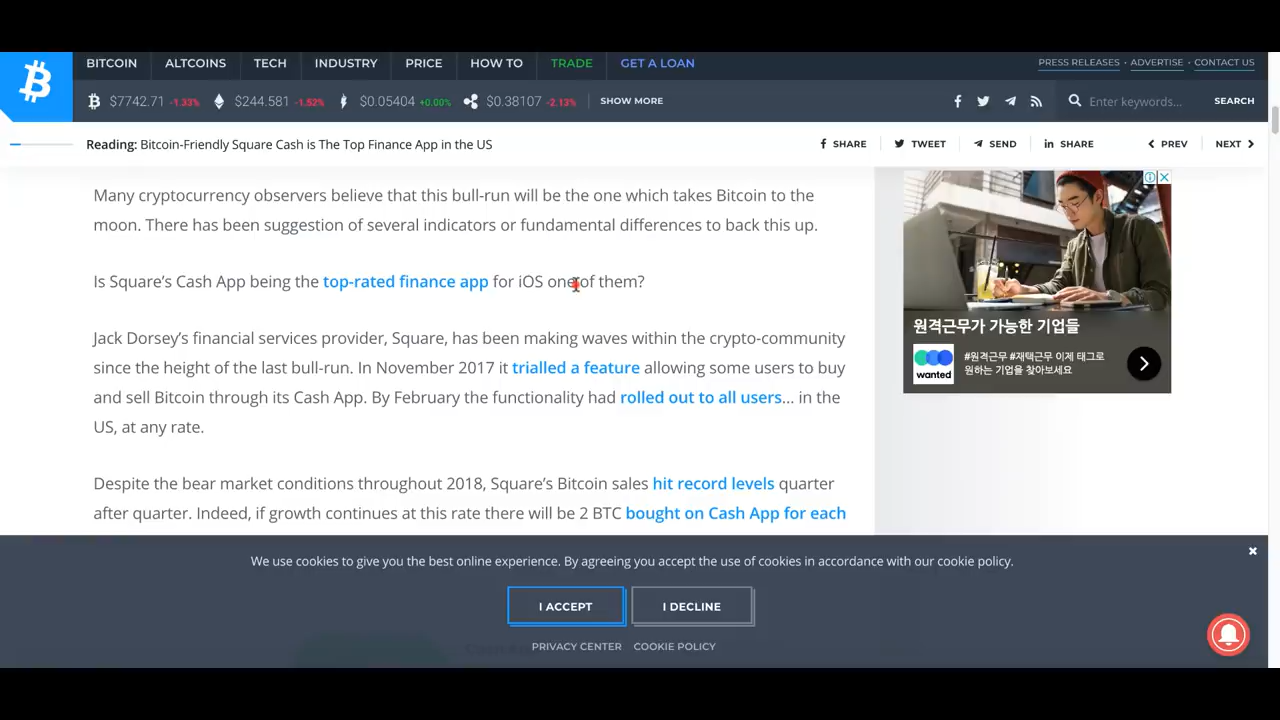 BITCOIN ALTCOINS TECH INDUSTRY PRICE HOW TO TRADE GET A LOAN PRESS RELEASES · ADVERTISE · CONTACT US
$7742.71 -1.33% $244.581 -1.52% $0.05404 +0.00% $0.38107 -2.13% SHOW MORE Enter keywords... SEARCH
Reading: Bitcoin-Friendly Square Cash is The Top Finance App in the US SHARE TWEET SEND SHARE PREV NEXT
Many cryptocurrency observers believe that this bull-run will be the one which takes Bitcoin to the
moon. There has been suggestion of several indicators or fundamental differences to back this up.
Is Square’s Cash App being the top-rated finance app for iOS one of them?
Jack Dorsey’s financial services provider, Square, has been making waves within the crypto-community
since the height of the last bull-run. In November 2017 it trialled a feature allowing some users to buy
and sell Bitcoin through its Cash App. By February the functionality had rolled out to all users… in the
US, at any rate.
Despite the bear market conditions throughout 2018, Square’s Bitcoin sales hit record levels quarter
after quarter. Indeed, if growth continues at this rate there will be 2 BTC bought on Cash App for each
원격근무가 가능한 기업들
wanted
#원격근무 #재택근무 이제 태그로
원하는 기업을 찾아보세요
We use cookies to give you the best online experience. By agreeing you accept the use of cookies in accordance with our cookie policy.
I ACCEPT I DECLINE
PRIVACY CENTER COOKIE POLICY